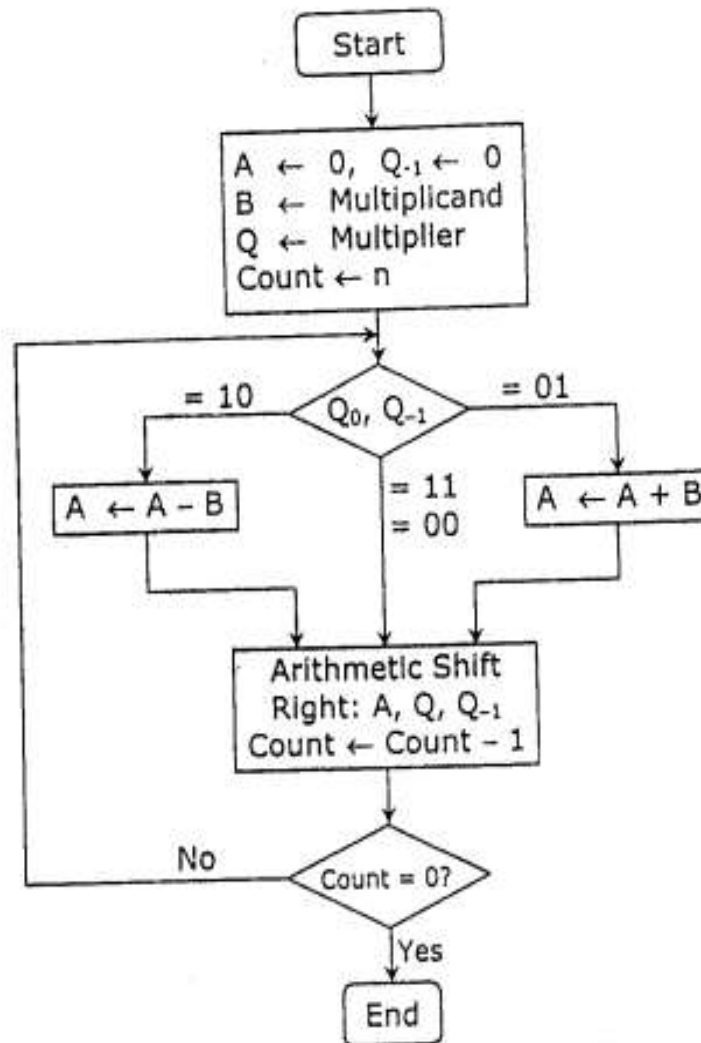 Start
A ← 0, Q₋₁ ← 0
B ← Multiplicand
Q ← Multiplier
Count ← n
= 10
Q₀, Q₋₁
= 01
A ← A – B
= 11
= 00
A ← A + B
Arithmetic Shift
Right: A, Q, Q₋₁
Count ← Count – 1
No
Count = 0?
Yes
End